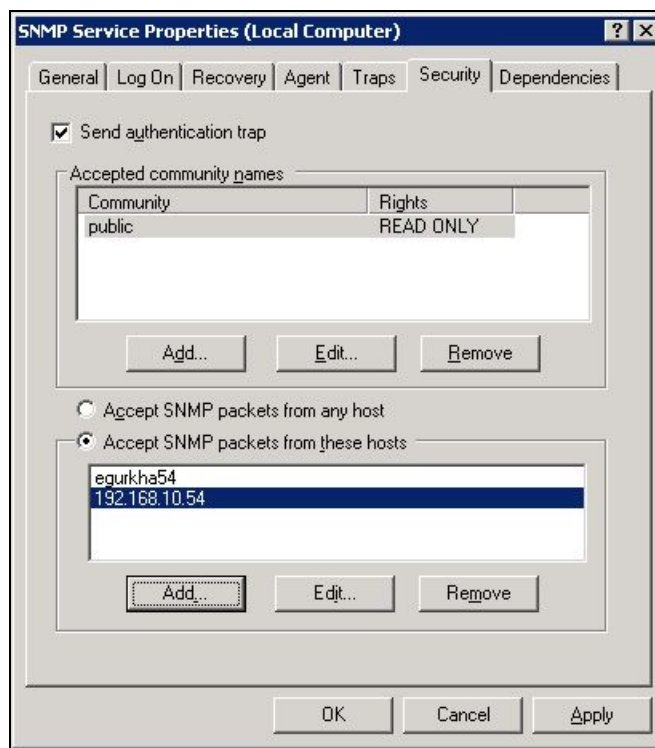 SNMP Service Properties (Local Computer)
General Log On Recovery Agent Traps Security Dependencies
Send authentication trap
Accepted community names
Community Rights
public READ ONLY
Add... Edit... Remove
Accept SNMP packets from any host
Accept SNMP packets from these hosts
egurkha54
192.168.10.54
Add... Edit... Remove
OK Cancel Apply